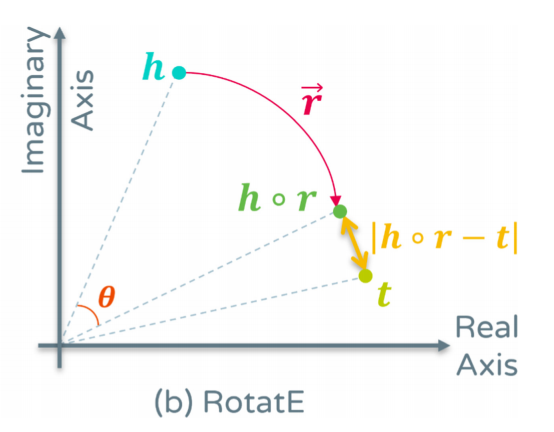 Imaginary
Axis
h
r⃗
h ∘ r
|h ∘ r − t|
t
θ
Real
Axis
(b) RotatE